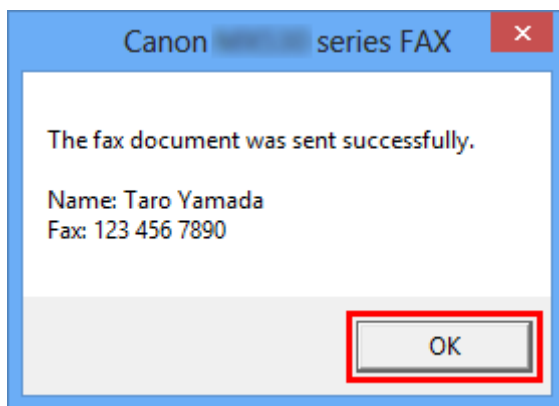 Canon series FAX
The fax document was sent successfully.
Name: Taro Yamada
Fax: 123 456 7890
OK